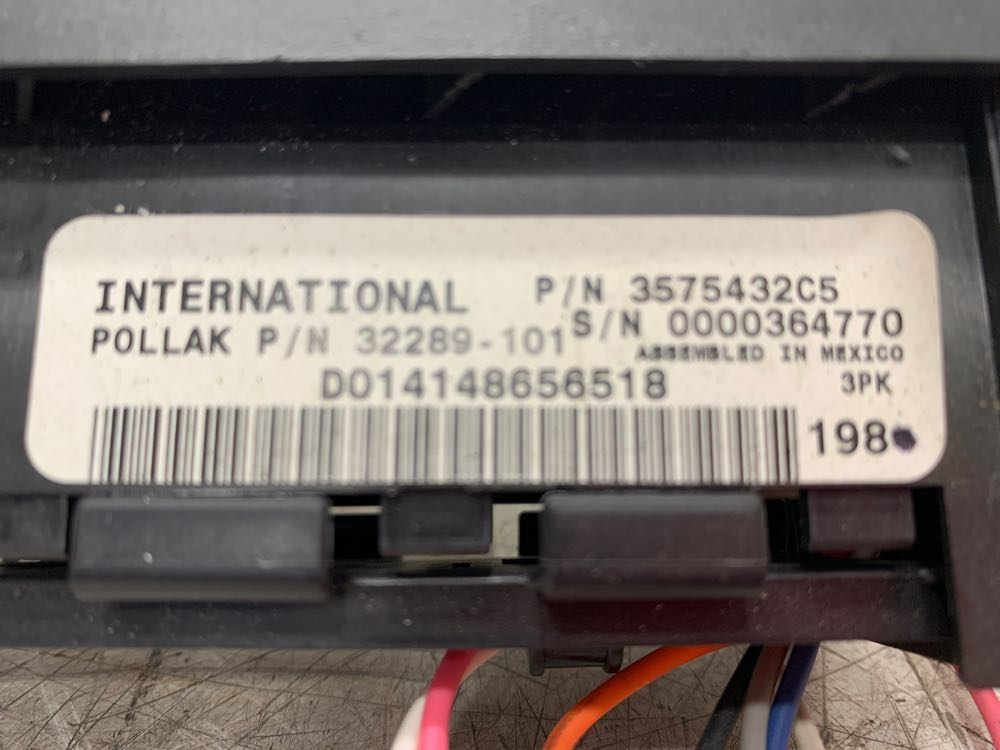 INTERNATIONAL P/N 3575432C5
POLLAK P/N 32289-101 S/N 0000364770
ASSEMBLED IN MEXICO
D014148656518 3PK
198